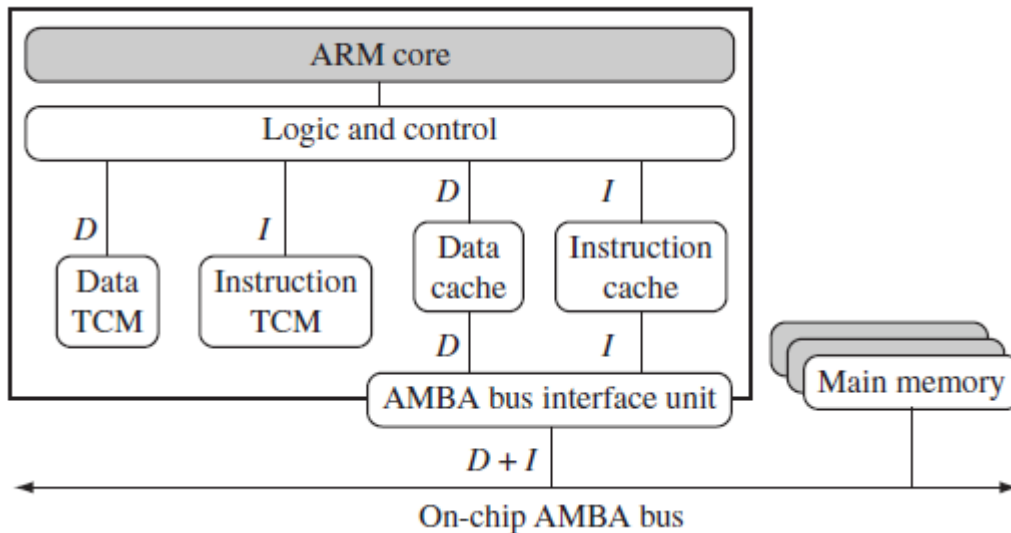 ARM core
Logic and control
D
I
D
I
Data
TCM
Instruction
TCM
Data
cache
Instruction
cache
D
I
AMBA bus interface unit
Main memory
D + I
On-chip AMBA bus